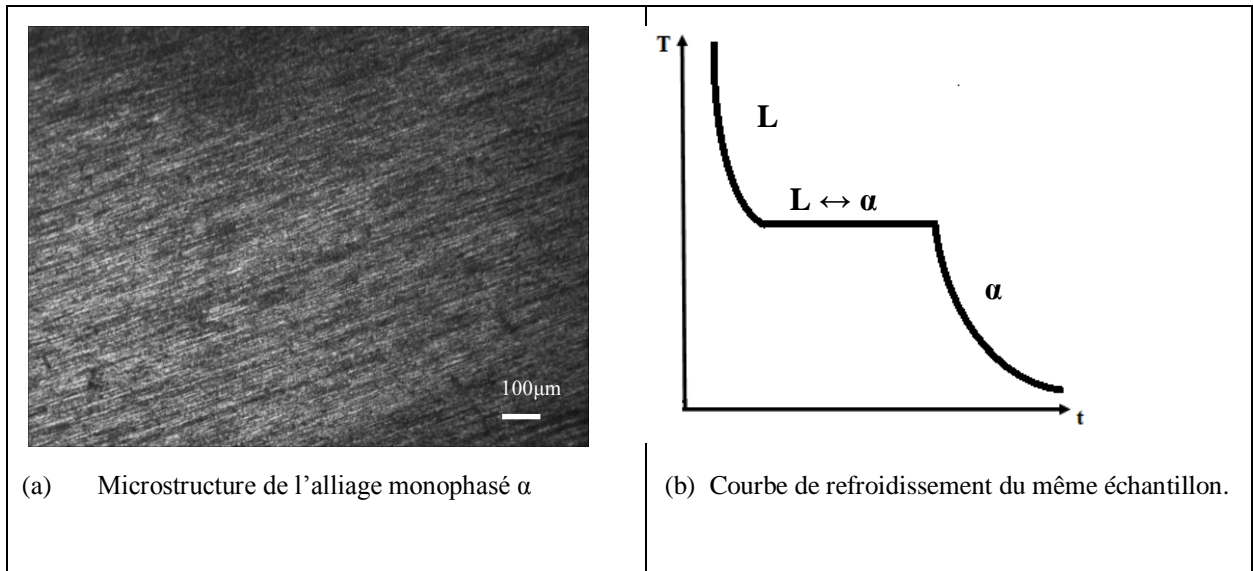 100µm
(a) Microstructure de l’alliage monophasé α
T
L
L ↔ α
α
t
(b) Courbe de refroidissement du même échantillon.